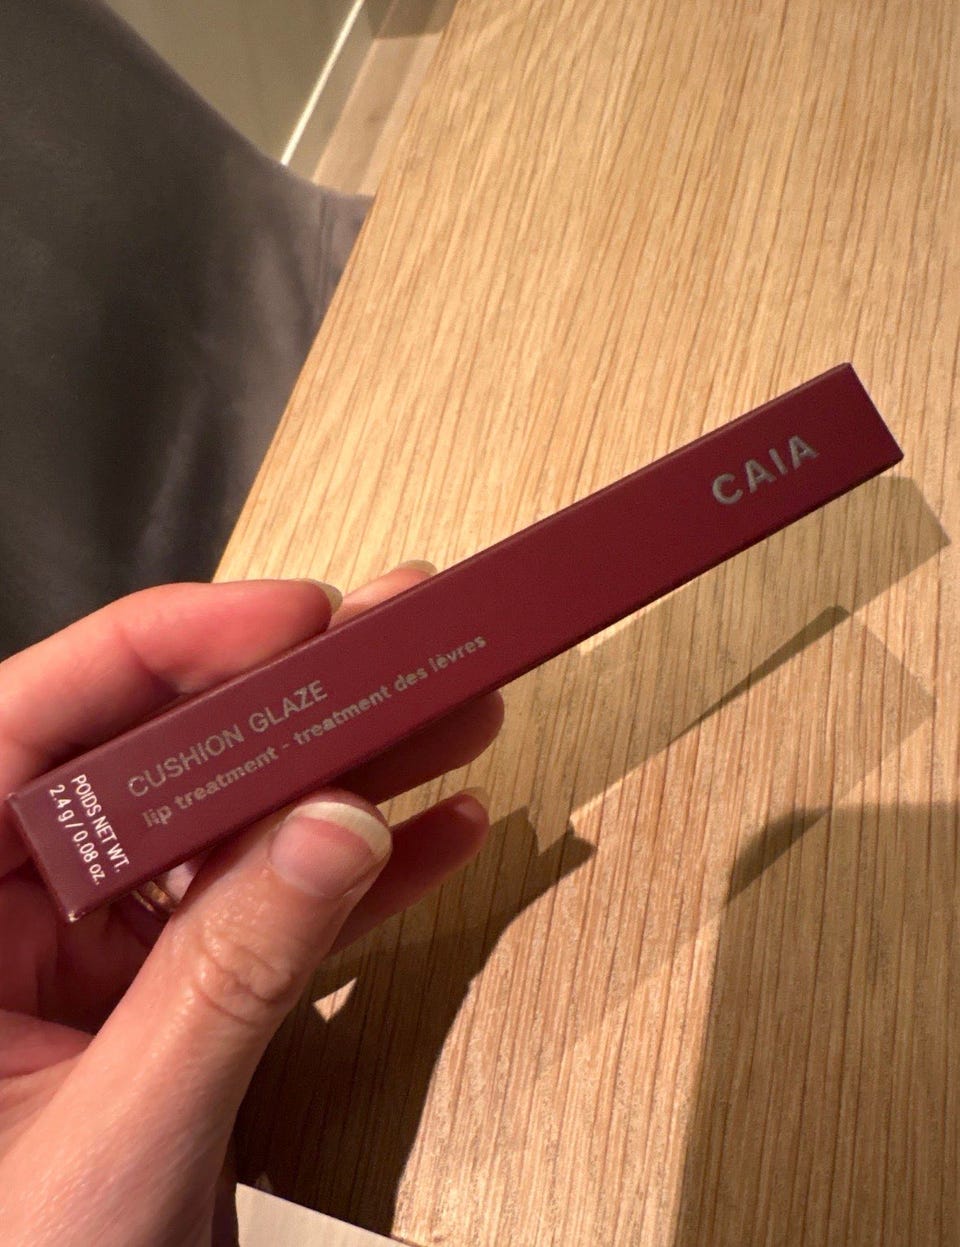 CAIA
CUSHION GLAZE
lip treatment - treatment des lèvres
POIDS NET WT.
2.4 g / 0.08 oz.